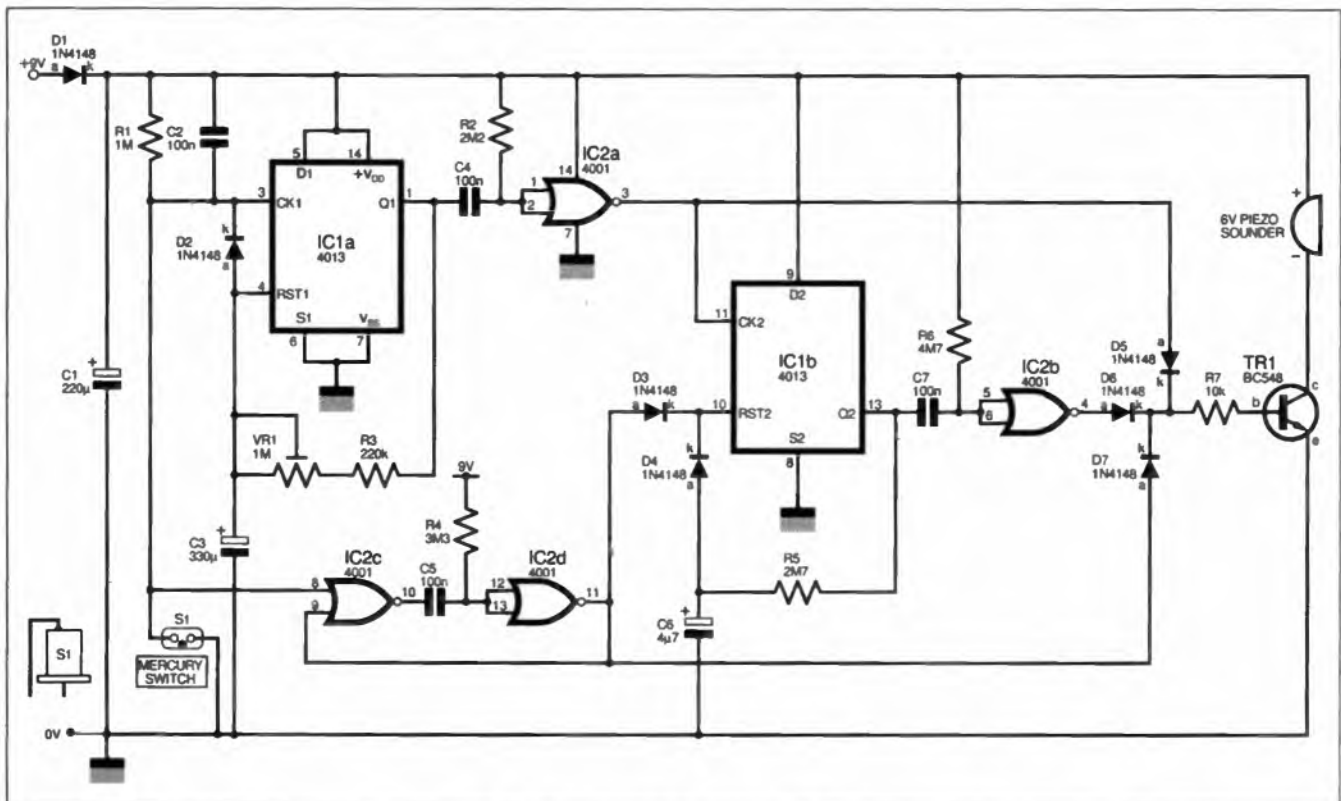 D1
1N4148
+9V
a
k
R1
1M
C2
100n
5
14
D1
+VDD
3
CK1
Q1
1
IC1a
4013
4
RST1
S1
VSS
6
7
k
D2
1N4148
a
C4
100n
R2
2M2
IC2a
4001
14
1
2
3
7
C1
220µ
+
VR1
1M
R3
220k
C3
330µ
+
9V
R4
3M3
IC2c
4001
8
9
10
C5
100n
IC2d
4001
12
13
11
D3
1N4148
a
k
D4
1N4148
k
a
9
D2
11
CK2
IC1b
4013
10
RST2
Q2
13
S2
8
R5
2M7
C6
4µ7
+
R6
4M7
C7
100n
IC2b
4001
5
6
4
D5
1N4148
a
k
D6
1N4148
a
k
D7
1N4148
k
a
R7
10k
TR1
BC548
b
c
e
+
6V PIEZO
SOUNDER
–
S1
S1
MERCURY
SWITCH
0V